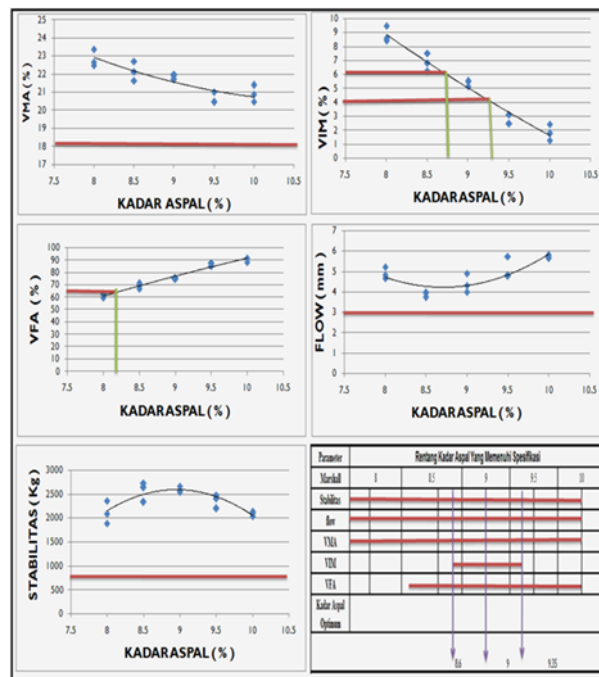 VMA (%)
25
24
23
22
21
20
19
18
17
7.5 8 8.5 9 9.5 10 10.5
KADAR ASPAL (%)
VIM (%)
10
9
8
7
6
5
4
3
2
1
0
7.5 8 8.5 9 9.5 10 10.5
KADARASPAL (%)
VFA (%)
100
90
80
70
60
50
40
30
20
10
0
7.5 8 8.5 9 9.5 10 10.5
KADARASPAL (%)
FLOW (mm)
7
6
5
4
3
2
1
0
7.5 8 8.5 9 9.5 10 10.5
KADARASPAL (%)
STABILITAS (Kg)
3000
2500
2000
1500
1000
500
0
7.5 8 8.5 9 9.5 10 10.5
KADARASPAL (%)
Parameter Rentang Kadar Aspal Yang Memenuhi Spesifikasi
Marshall 8 8.5 9 9.5 10
Stabilitas
flow
VMA
VIM
VFA
Kadar Aspal
Optimom
8.6 9 9.35